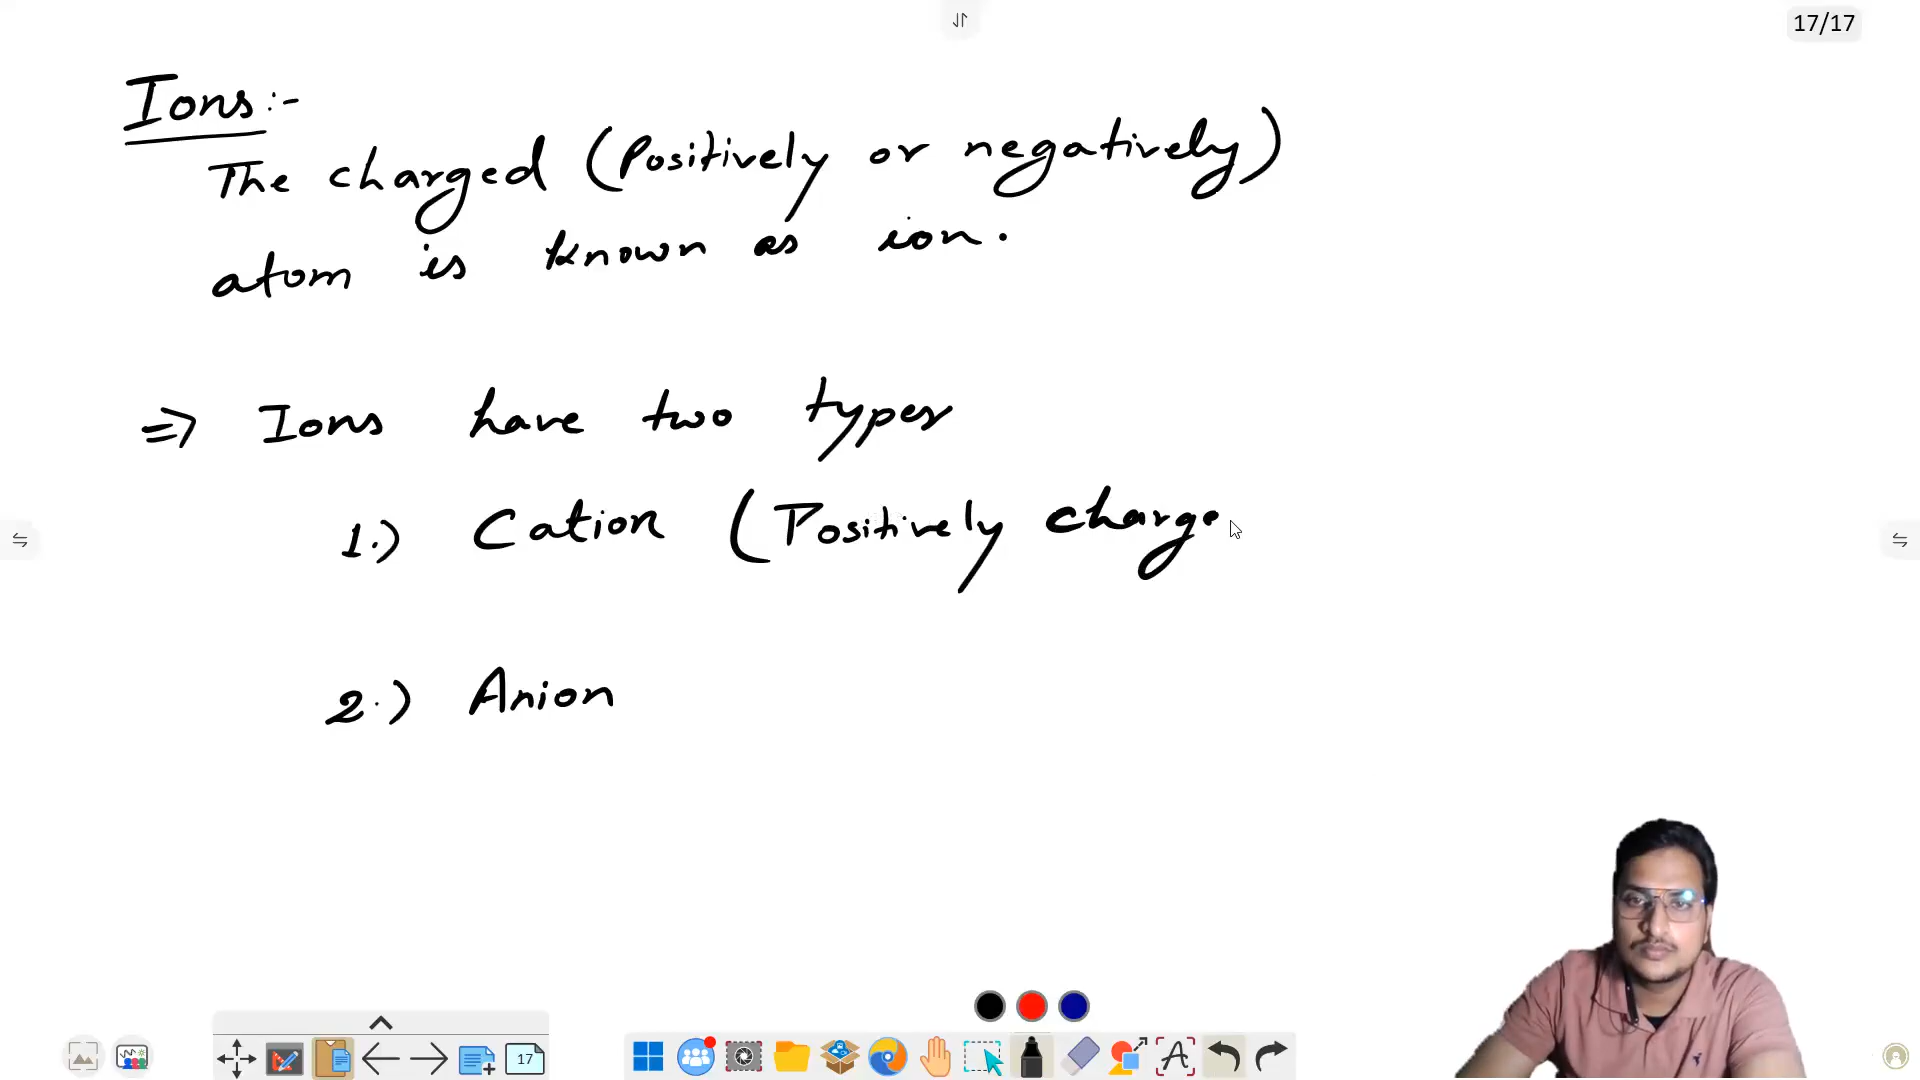 17/17
Ions:-
The charged (Positively or negatively)
atom is known as ion.
=> Ions have two types
1.) Cation (Positively charge
2.) Anion
17